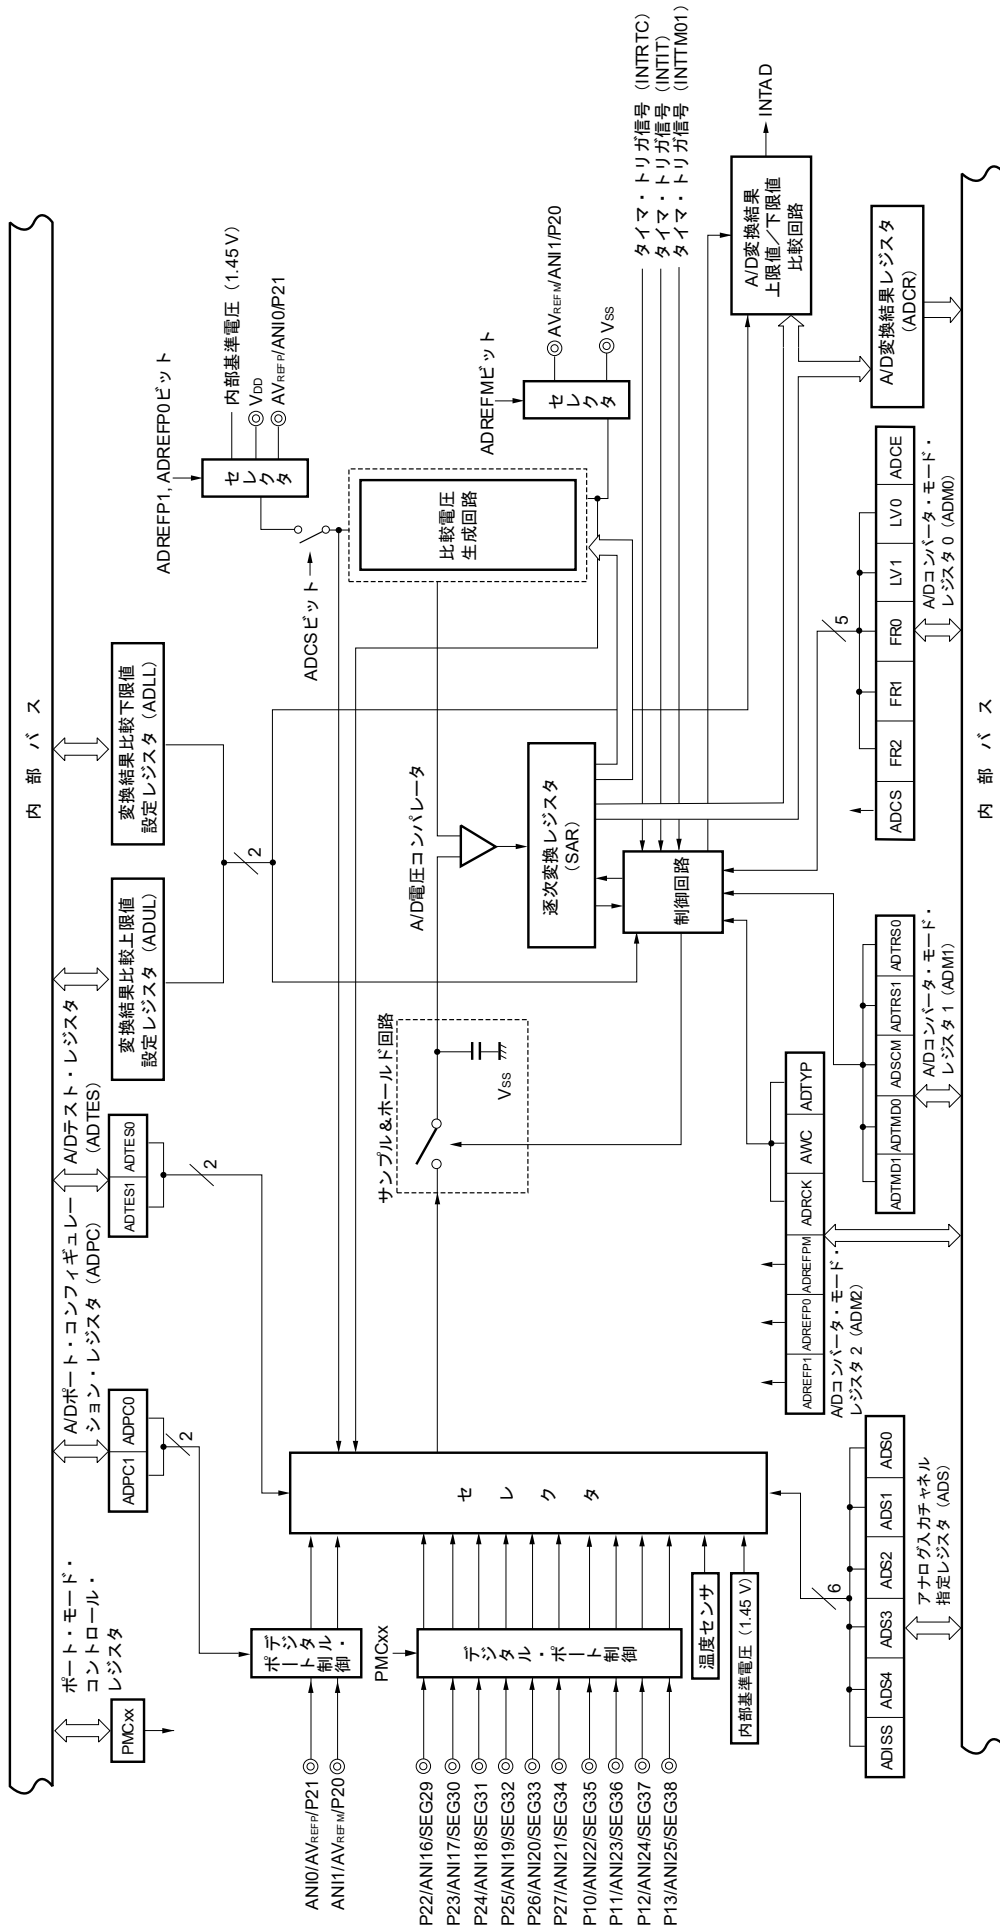 内部バス
ポート・モード・
コントロール・
レジスタ
PMCxx
A/Dポート・コンフィギュレー
ション・レジスタ (ADPC)
ADPC1
ADPC0
2
A/Dテスト・レジスタ
(ADTES)
ADTES1
ADTES0
2
変換結果比較上限値
設定レジスタ (ADUL)
変換結果比較下限値
設定レジスタ (ADLL)
2
ADREFP1, ADREFP0ビット
内部基準電圧 (1.45 V)
VDD
AVREFP/ANI0/P21
セレクタ
ADCSビット
ANI0/AVREFP/P21
ANI1/AVREFM/P20
デジタル・
ポート制御
PMCxx
P22/ANI16/SEG29
P23/ANI17/SEG30
P24/ANI18/SEG31
P25/ANI19/SEG32
P26/ANI20/SEG33
P27/ANI21/SEG34
P10/ANI22/SEG35
P11/ANI23/SEG36
P12/ANI24/SEG37
P13/ANI25/SEG38
デジタル・ポート制御
温度センサ
内部基準電圧 (1.45 V)
セレクタ
サンプル&ホールド回路
VSS
A/D電圧コンパレータ
比較電圧
生成回路
ADREFMビット
セレクタ
AVREFM/ANI1/P20
VSS
逐次変換レジスタ
(SAR)
制御回路
タイマ・トリガ信号 (INTRTC)
タイマ・トリガ信号 (INTIT)
タイマ・トリガ信号 (INTTM01)
A/D変換結果
上限値/下限値
比較回路
INTAD
A/D変換結果レジスタ
(ADCR)
6
ADISS
ADS4
ADS3
ADS2
ADS1
ADS0
アナログ入力チャネル
指定レジスタ (ADS)
ADREFP1
ADREFP0
ADREFPM
ADRCK
AWC
ADTYP
A/Dコンバータ・モード・
レジスタ 2 (ADM2)
ADTMD1
ADTMD0
ADSCM
ADTRS1
ADTRS0
A/Dコンバータ・モード・
レジスタ 1 (ADM1)
5
ADCS
FR2
FR1
FR0
LV1
LV0
ADCE
A/Dコンバータ・モード・
レジスタ 0 (ADM0)
内部バス